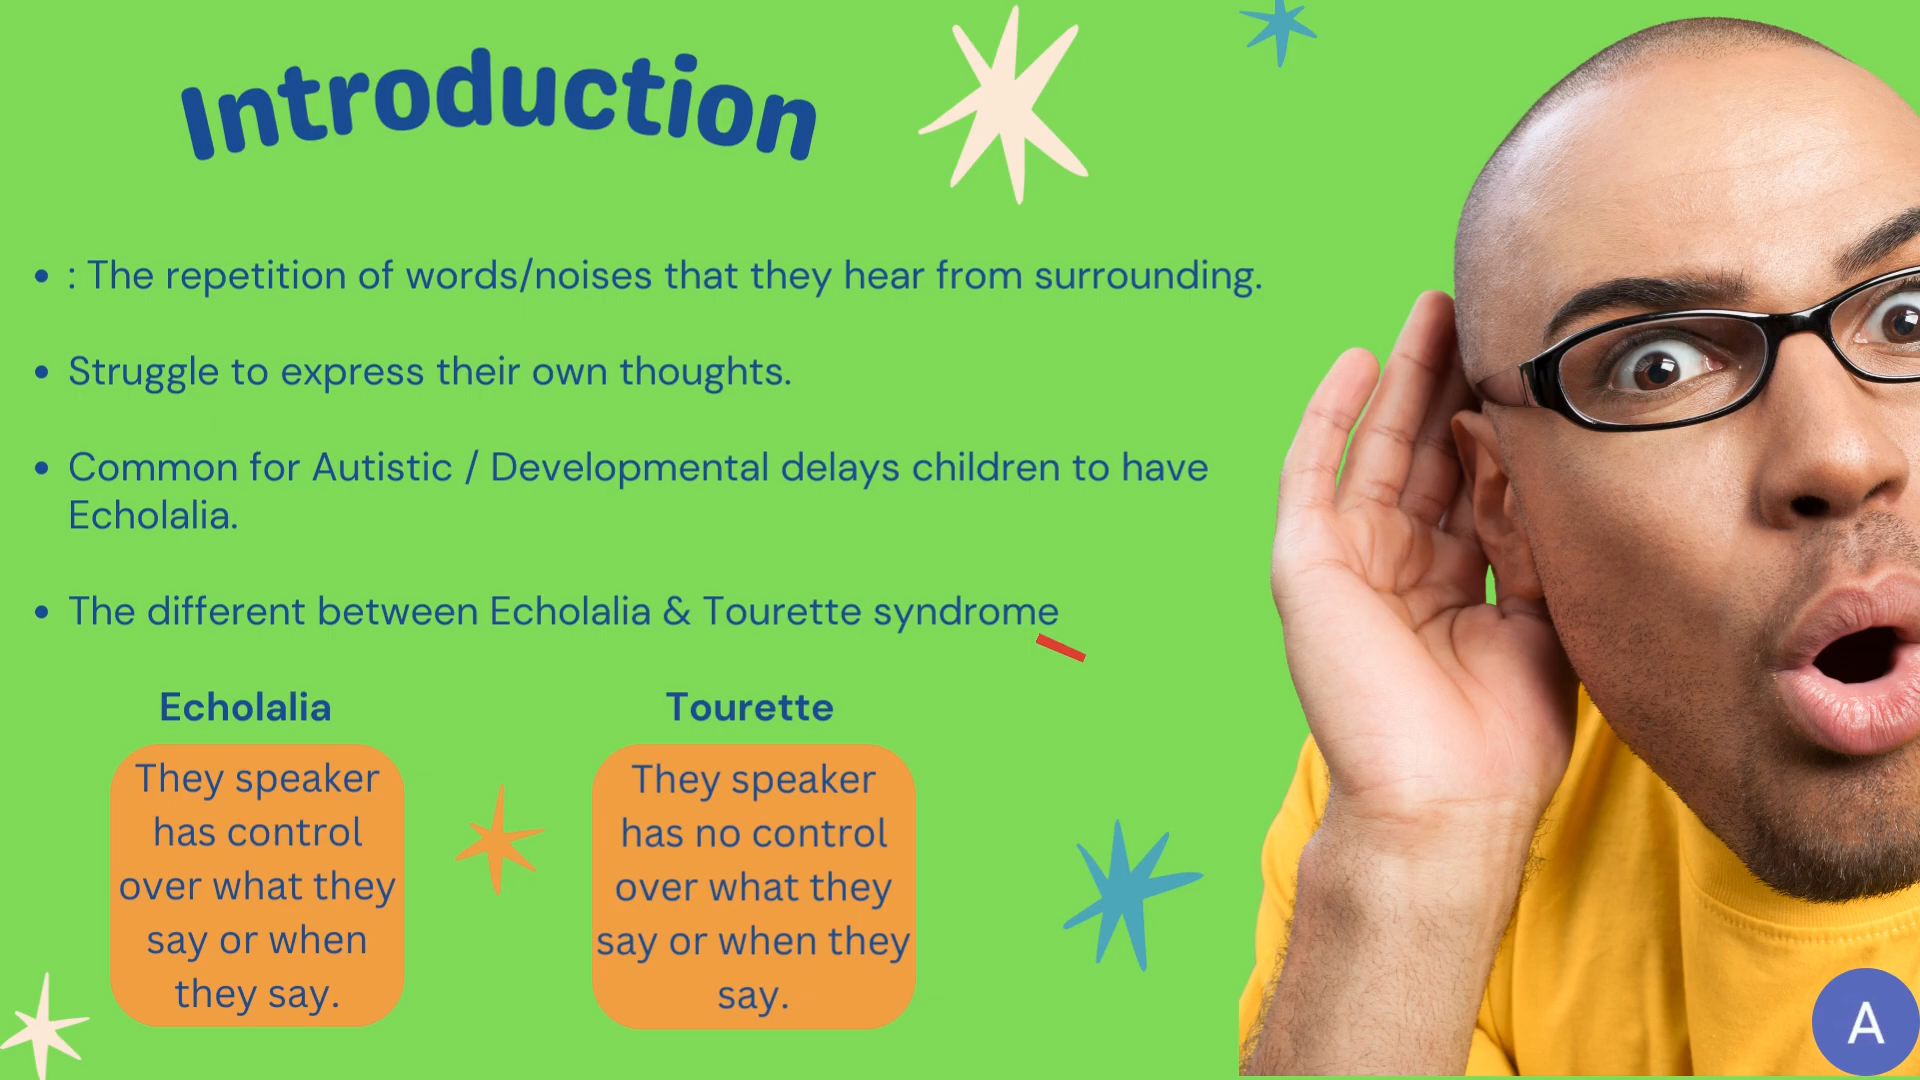 Introduction
• : The repetition of words/noises that they hear from surrounding.
• Struggle to express their own thoughts.
• Common for Autistic / Developmental delays children to have
Echolalia.
• The different between Echolalia & Tourette syndrome
Echolalia
They speaker
has control
over what they
say or when
they say.
Tourette
They speaker
has no control
over what they
say or when they
say.
A